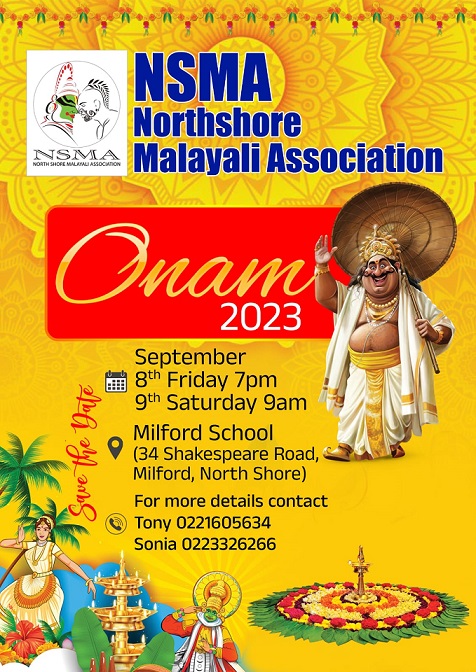 NSMA
Northshore
Malayali Association
NSMA
NORTH SHORE MALAYALI ASSOCIATION
Onam
2023
September
8th Friday 7pm
9th Saturday 9am
Save the Date
Milford School
(34 Shakespeare Road,
Milford, North Shore)
For more details contact
Tony 0221605634
Sonia 0223326266